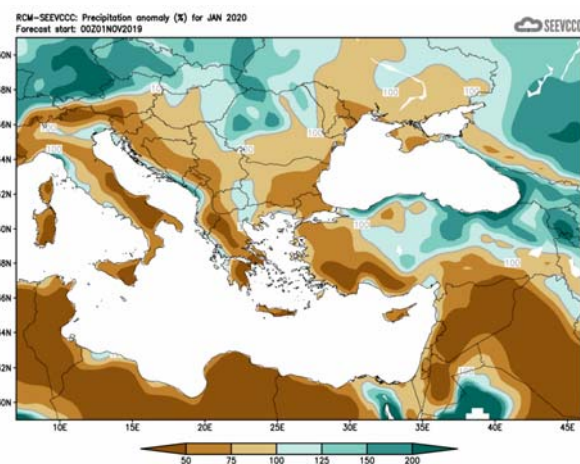 RCM-SEEVCCC: Precipitation anomaly (%) for JAN 2020
Forecast start: 00Z01NOV2019
SEEVCCC
50N
48N
46N
44N
42N
40N
38N
36N
34N
32N
30N
100
100
100
100
100
100
100
10E
15E
20E
25E
30E
35E
40E
45E
50
75
100
125
150
200